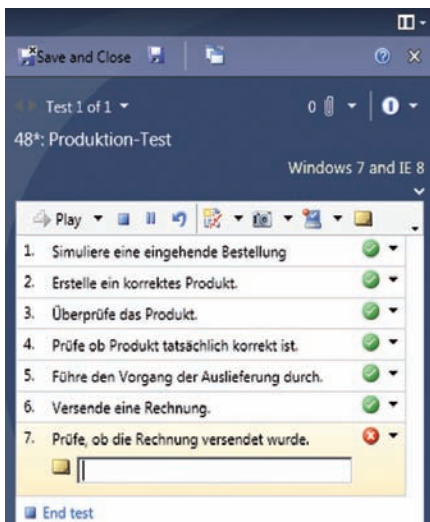 Save and Close
Test 1 of 1 0
48*: Produktion-Test
Windows 7 and IE 8
Play
1. Simuliere eine eingehende Bestellung
2. Erstelle ein korrektes Produkt.
3. Überprüfe das Produkt.
4. Prüfe ob Produkt tatsächlich korrekt ist.
5. Führe den Vorgang der Auslieferung durch.
6. Versende eine Rechnung.
7. Prüfe, ob die Rechnung versendet wurde.
End test